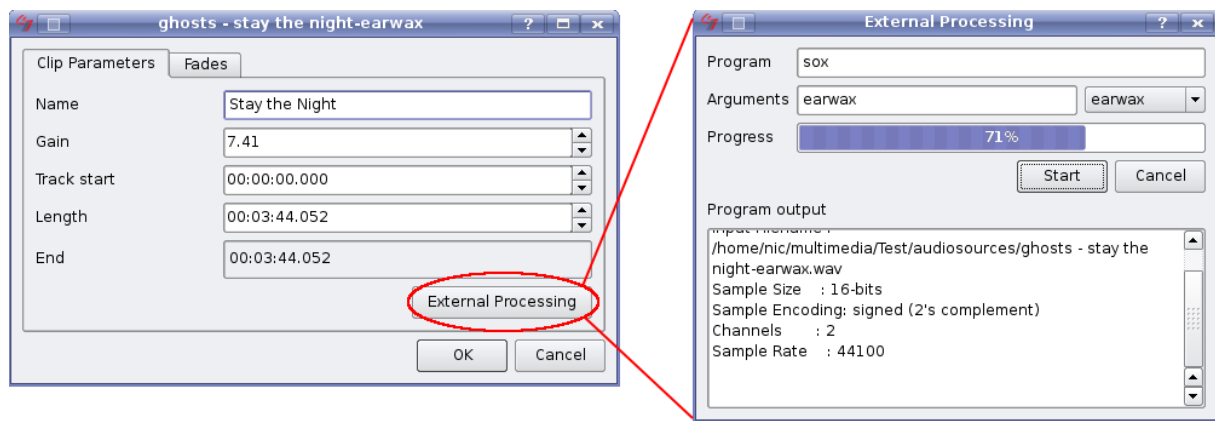 ghosts - stay the night-earwax
Clip Parameters
Fades
Name
Stay the Night
Gain
7.41
Track start
00:00:00.000
Length
00:03:44.052
End
00:03:44.052
External Processing
OK
Cancel
External Processing
Program
sox
Arguments
earwax
earwax
Progress
71%
Start
Cancel
Program output
Input Filename :
/home/nic/multimedia/Test/audiosources/ghosts - stay the
night-earwax.wav
Sample Size : 16-bits
Sample Encoding: signed (2's complement)
Channels : 2
Sample Rate : 44100